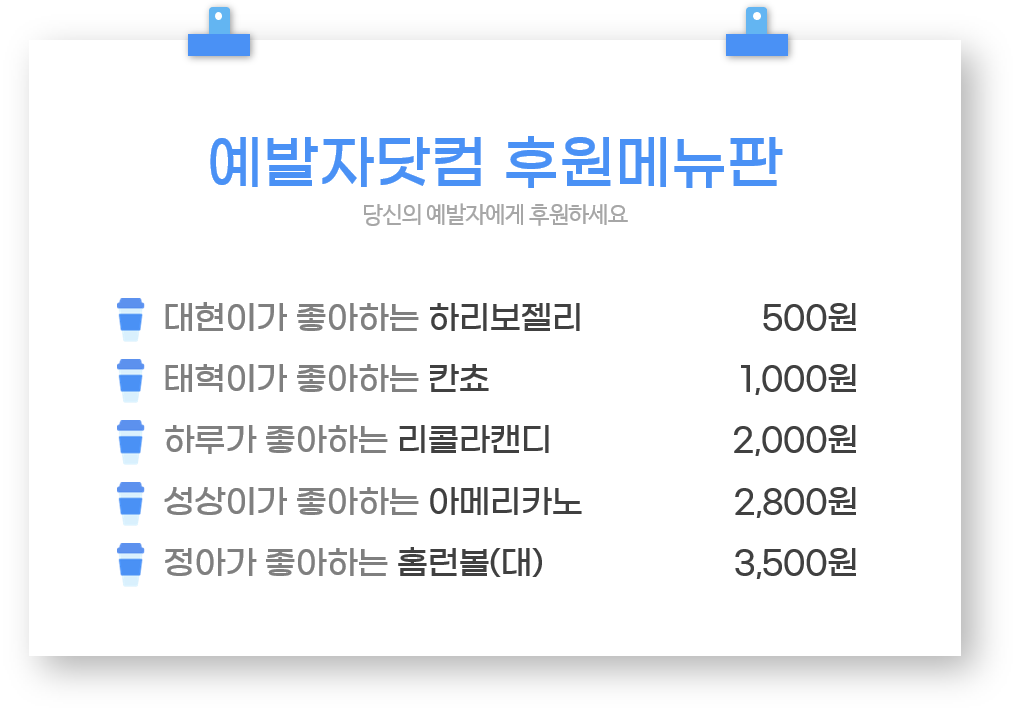 예발자닷컴 후원메뉴판
당신의 예발자에게 후원하세요
대현이가 좋아하는 하리보젤리 500원
태혁이가 좋아하는 칸쵸 1,000원
하루가 좋아하는 리콜라캔디 2,000원
성상이가 좋아하는 아메리카노 2,800원
정아가 좋아하는 홈런볼(대) 3,500원